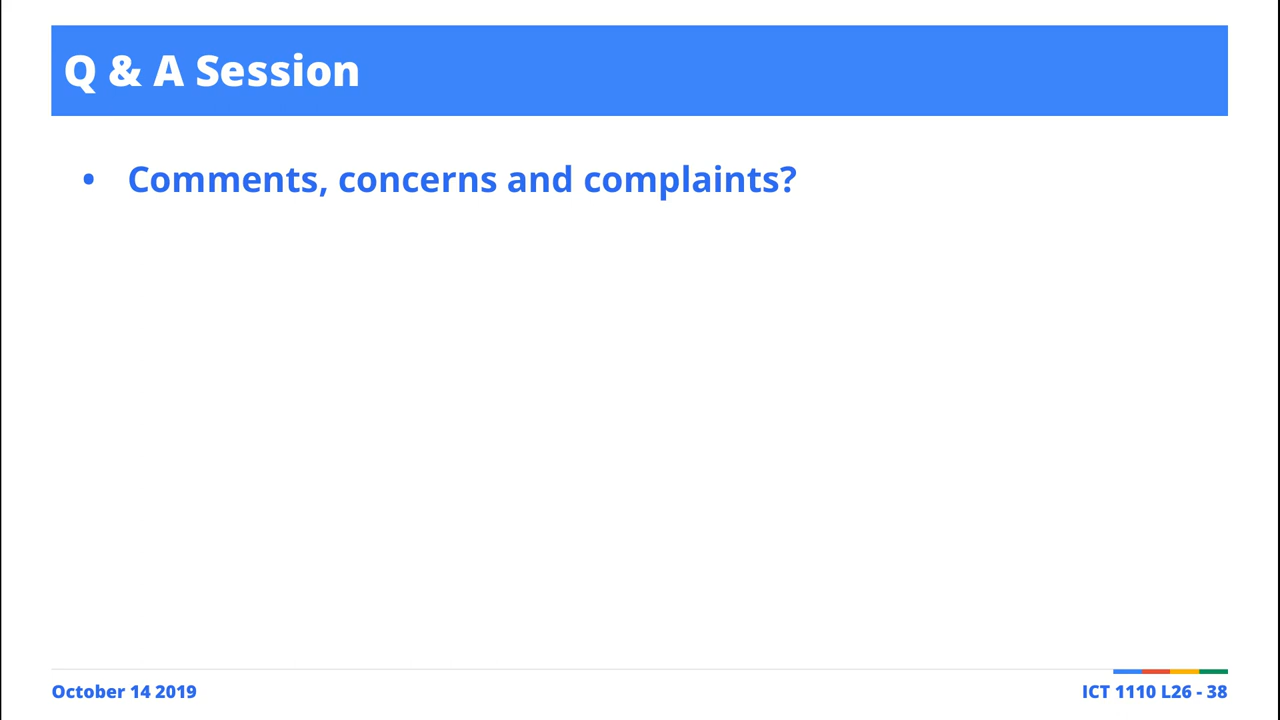 Q & A Session
• Comments, concerns and complaints?
October 14 2019
ICT 1110 L26 - 38